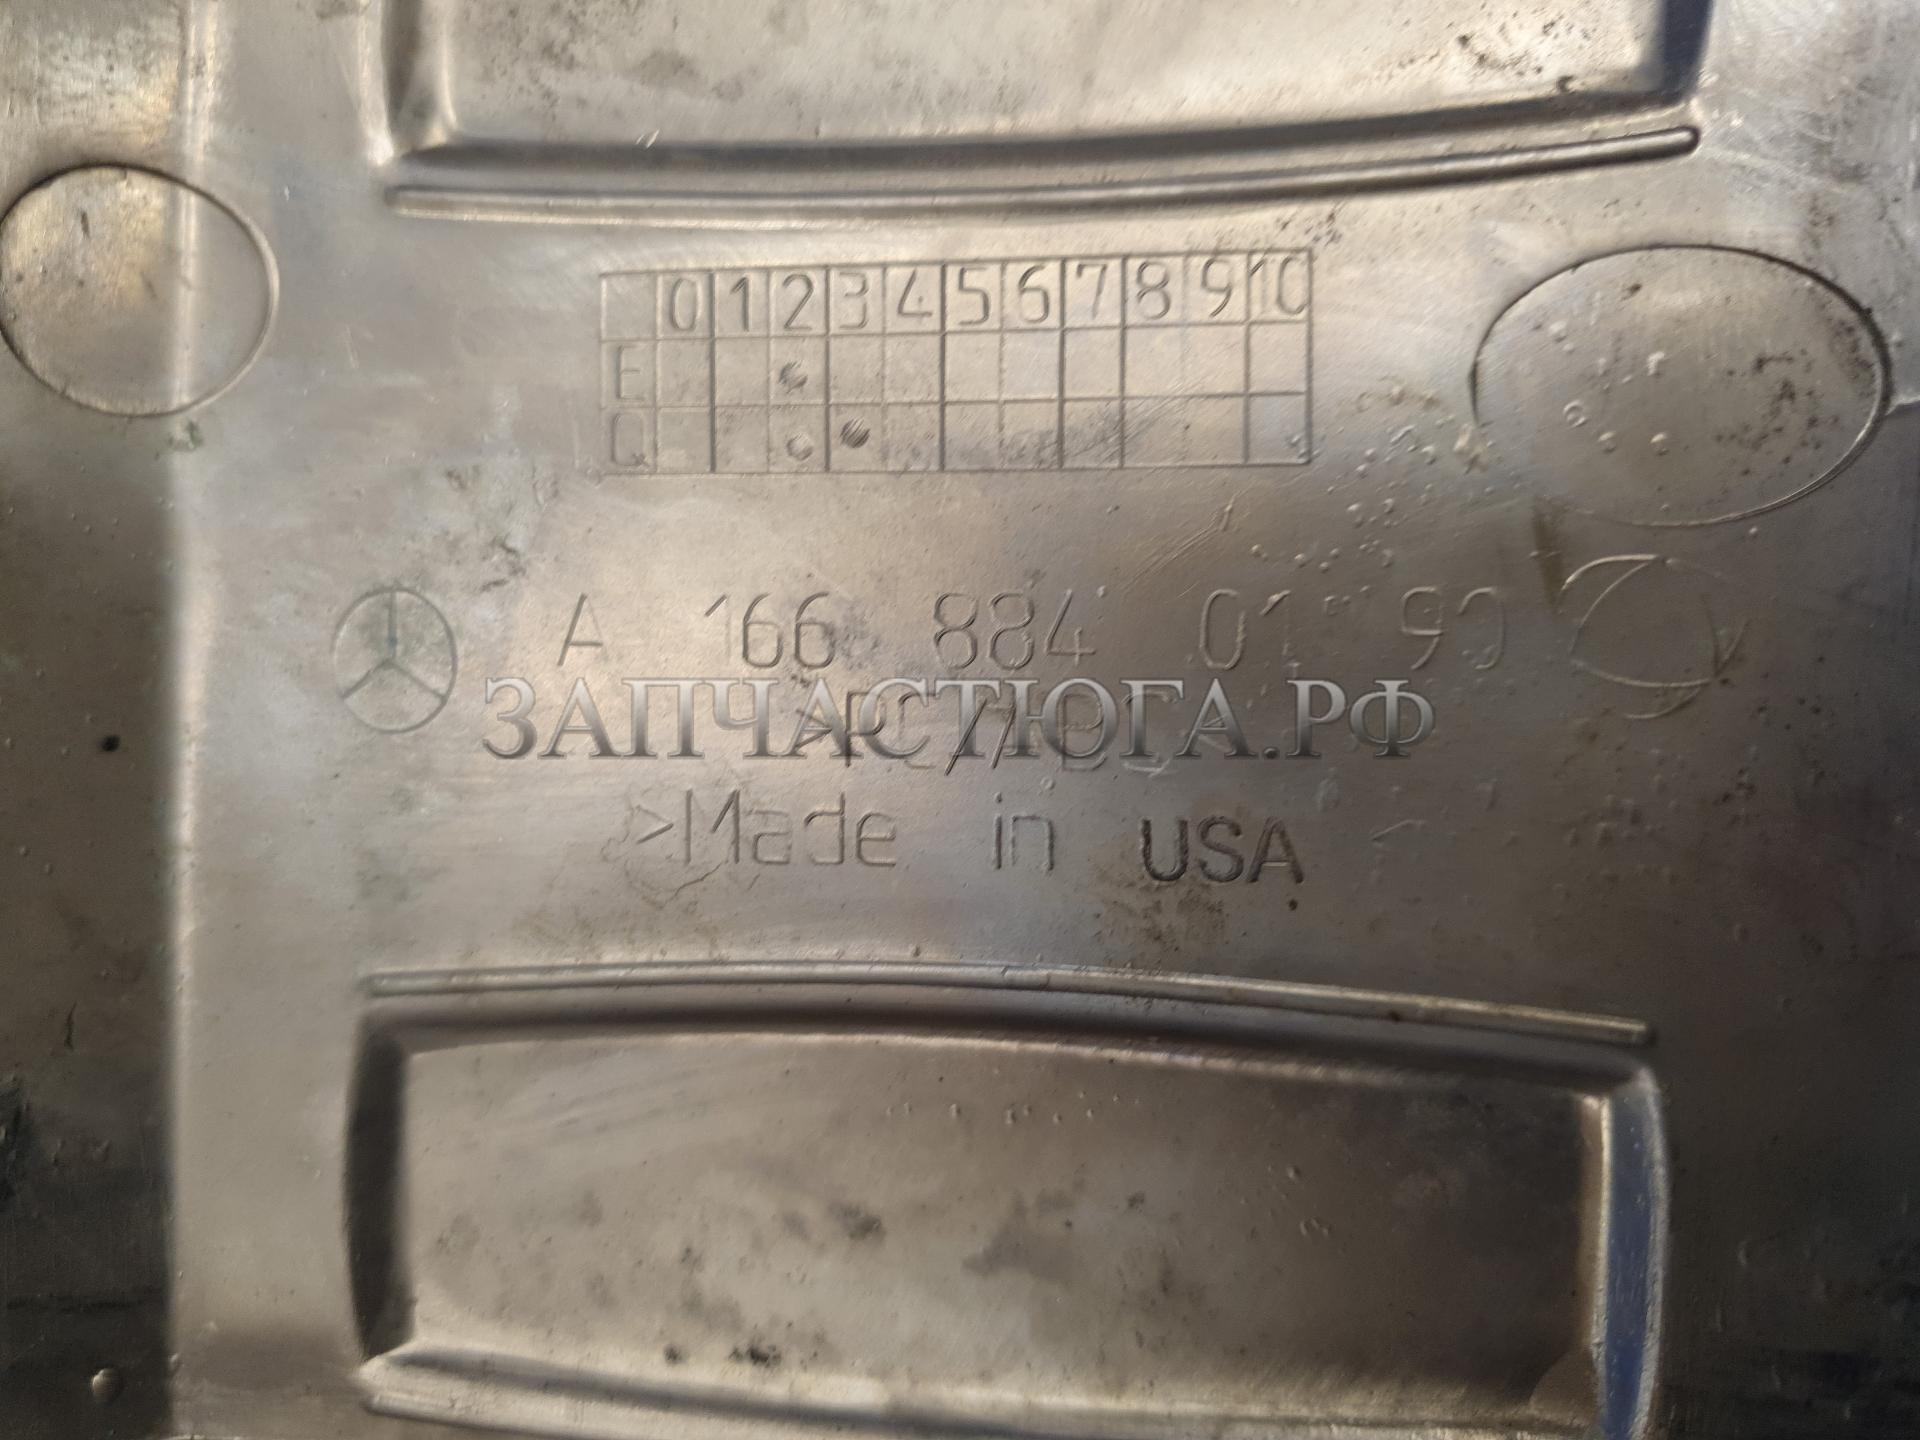 0 1 2 3 4 5 6 7 8 9 10
E
Q
A 166 884 01 90
ЗАПЧАСТЮГА.РФ
>Made in USA<